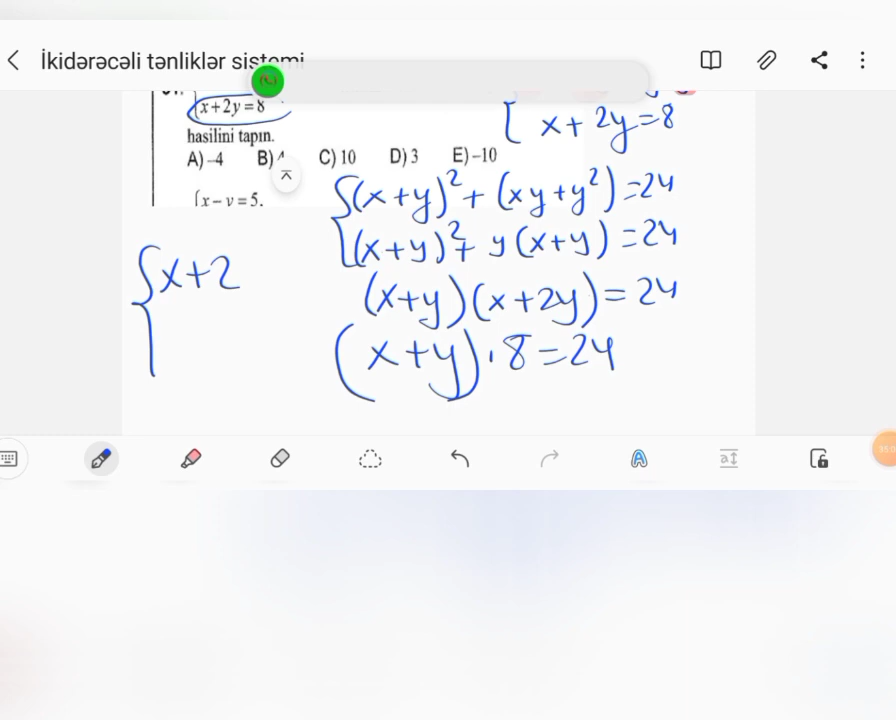 İkidərəcəli tənliklər sistemi
x+2y=8
hasilini tapın.
A) –4 B) C) 10 D) 3 E) –10
{x–y=5,
x+2y=8
{(x+y)²+(xy+y²)=24
(x+y)²+y(x+y)=24
(x+y)(x+2y)=24
(x+y)·8=24
{x+2